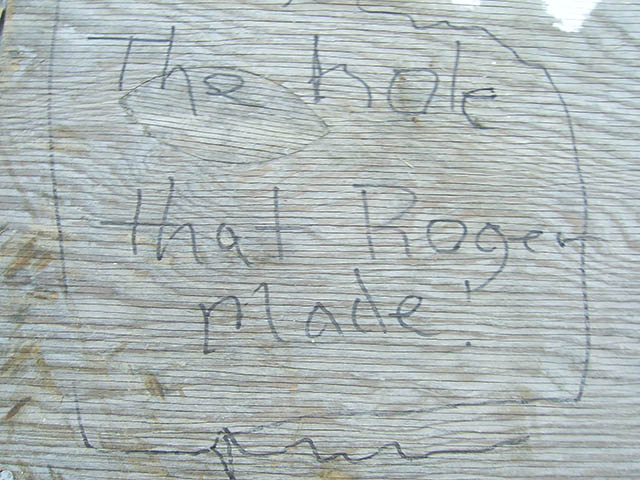 The hole
that Roger
made!